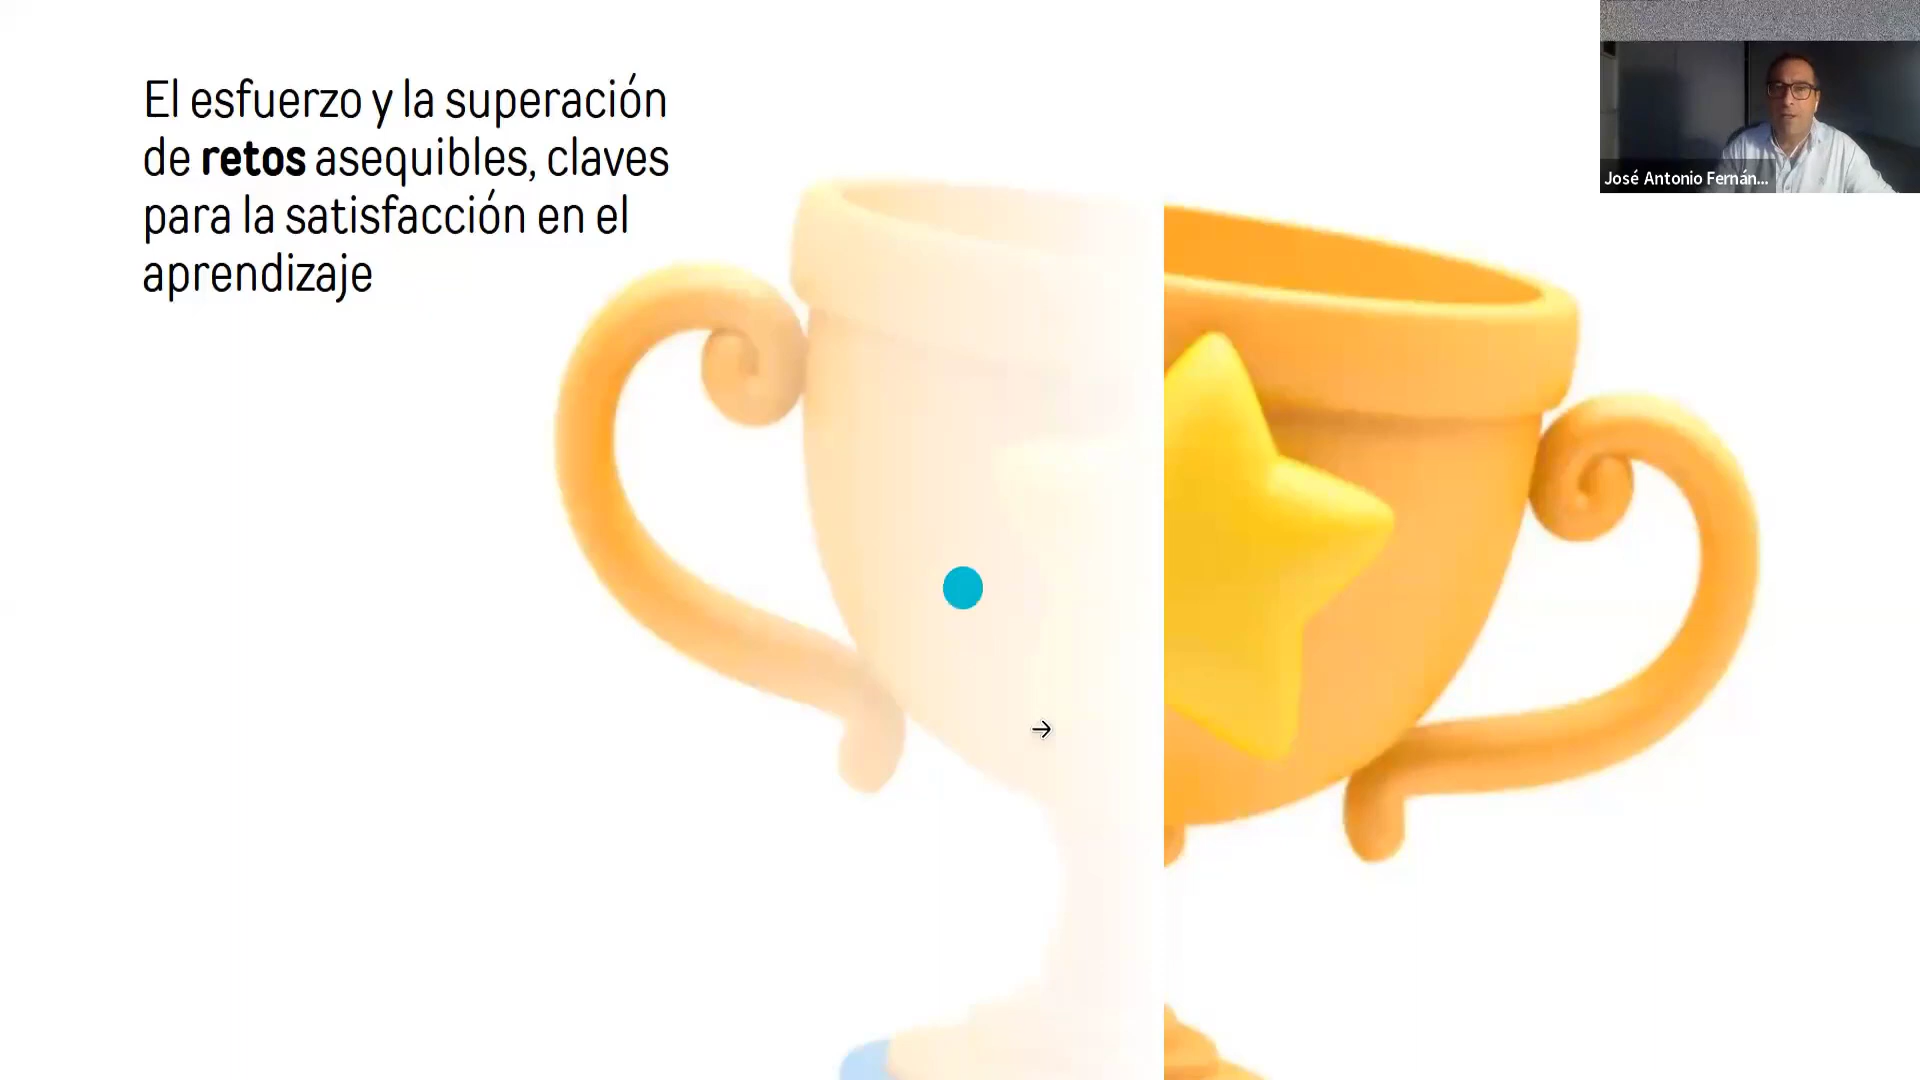 El esfuerzo y la superación
de retos asequibles, claves
para la satisfacción en el
aprendizaje
José Antonio Fernán...